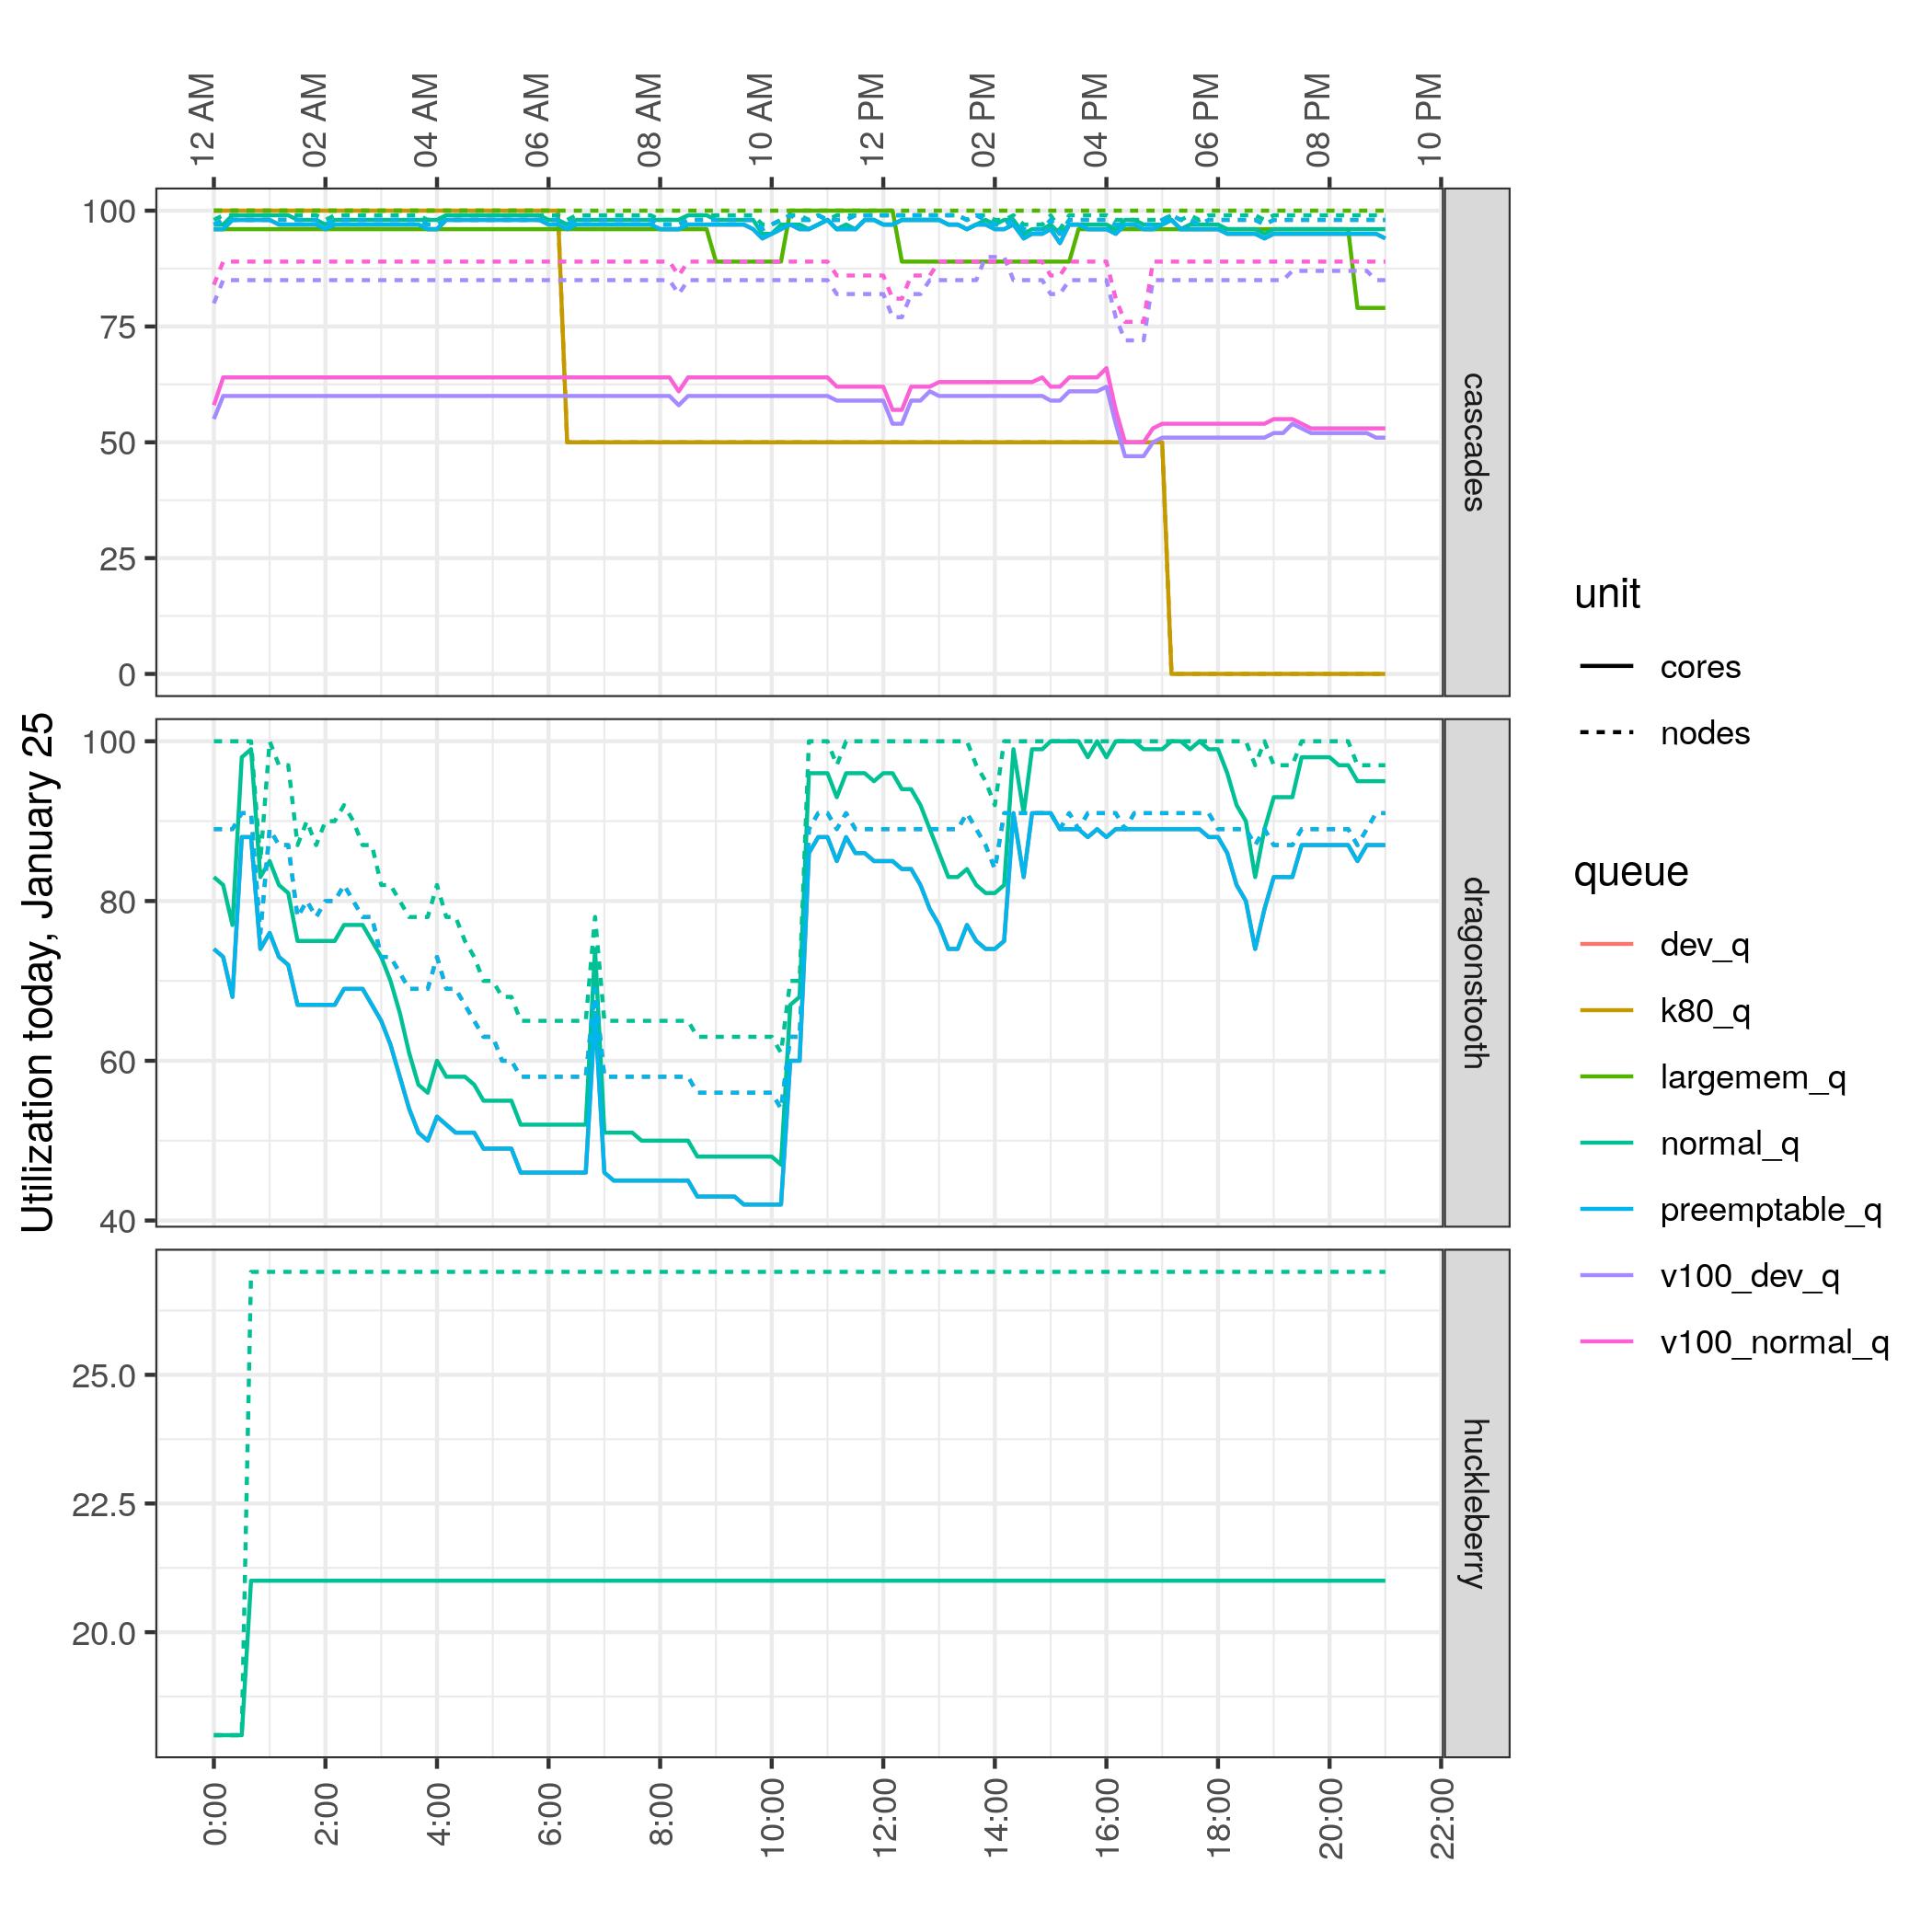 12 AM
02 AM
04 AM
06 AM
08 AM
10 AM
12 PM
02 PM
04 PM
06 PM
08 PM
10 PM
Utilization today, January 25
100
75
50
25
0
cascades
100
80
60
40
dragonstooth
25.0
22.5
20.0
huckleberry
0:00
2:00
4:00
6:00
8:00
10:00
12:00
14:00
16:00
18:00
20:00
22:00
unit
cores
nodes
queue
dev_q
k80_q
largemem_q
normal_q
preemptable_q
v100_dev_q
v100_normal_q